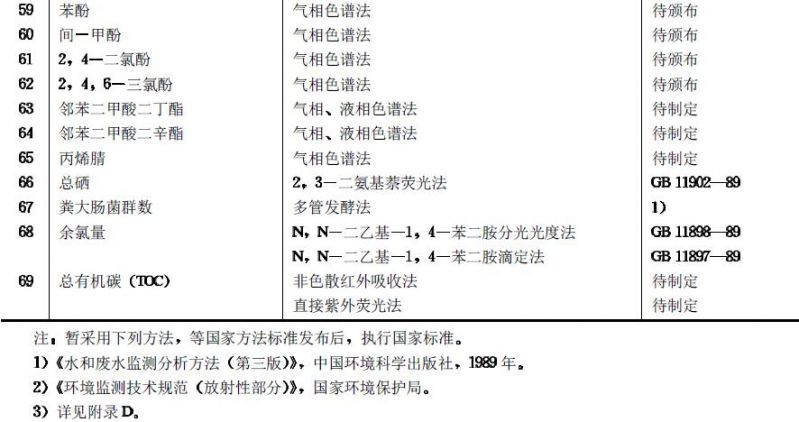 59 苯酚 气相色谱法 待颁布
60 间—甲酚 气相色谱法 待颁布
61 2，4—二氯酚 气相色谱法 待颁布
62 2，4，6—三氯酚 气相色谱法 待颁布
63 邻苯二甲酸二丁酯 气相、液相色谱法 待制定
64 邻苯二甲酸二辛酯 气相、液相色谱法 待制定
65 丙烯腈 气相色谱法 待制定
66 总硒 2，3—二氨基萘荧光法 GB 11902—89
67 粪大肠菌群数 多管发酵法 1）
68 余氯量 N，N—二乙基—1，4—苯二胺分光光度法 GB 11898—89
N，N—二乙基—1，4—苯二胺滴定法 GB 11897—89
69 总有机碳（TOC） 非色散红外吸收法 待制定
直接紫外荧光法 待制定
注：暂采用下列方法，等国家方法标准发布后，执行国家标准。
1）《水和废水监测分析方法（第三版）》，中国环境科学出版社，1989 年。
2）《环境监测技术规范（放射性部分）》，国家环境保护局。
3）详见附录 D。